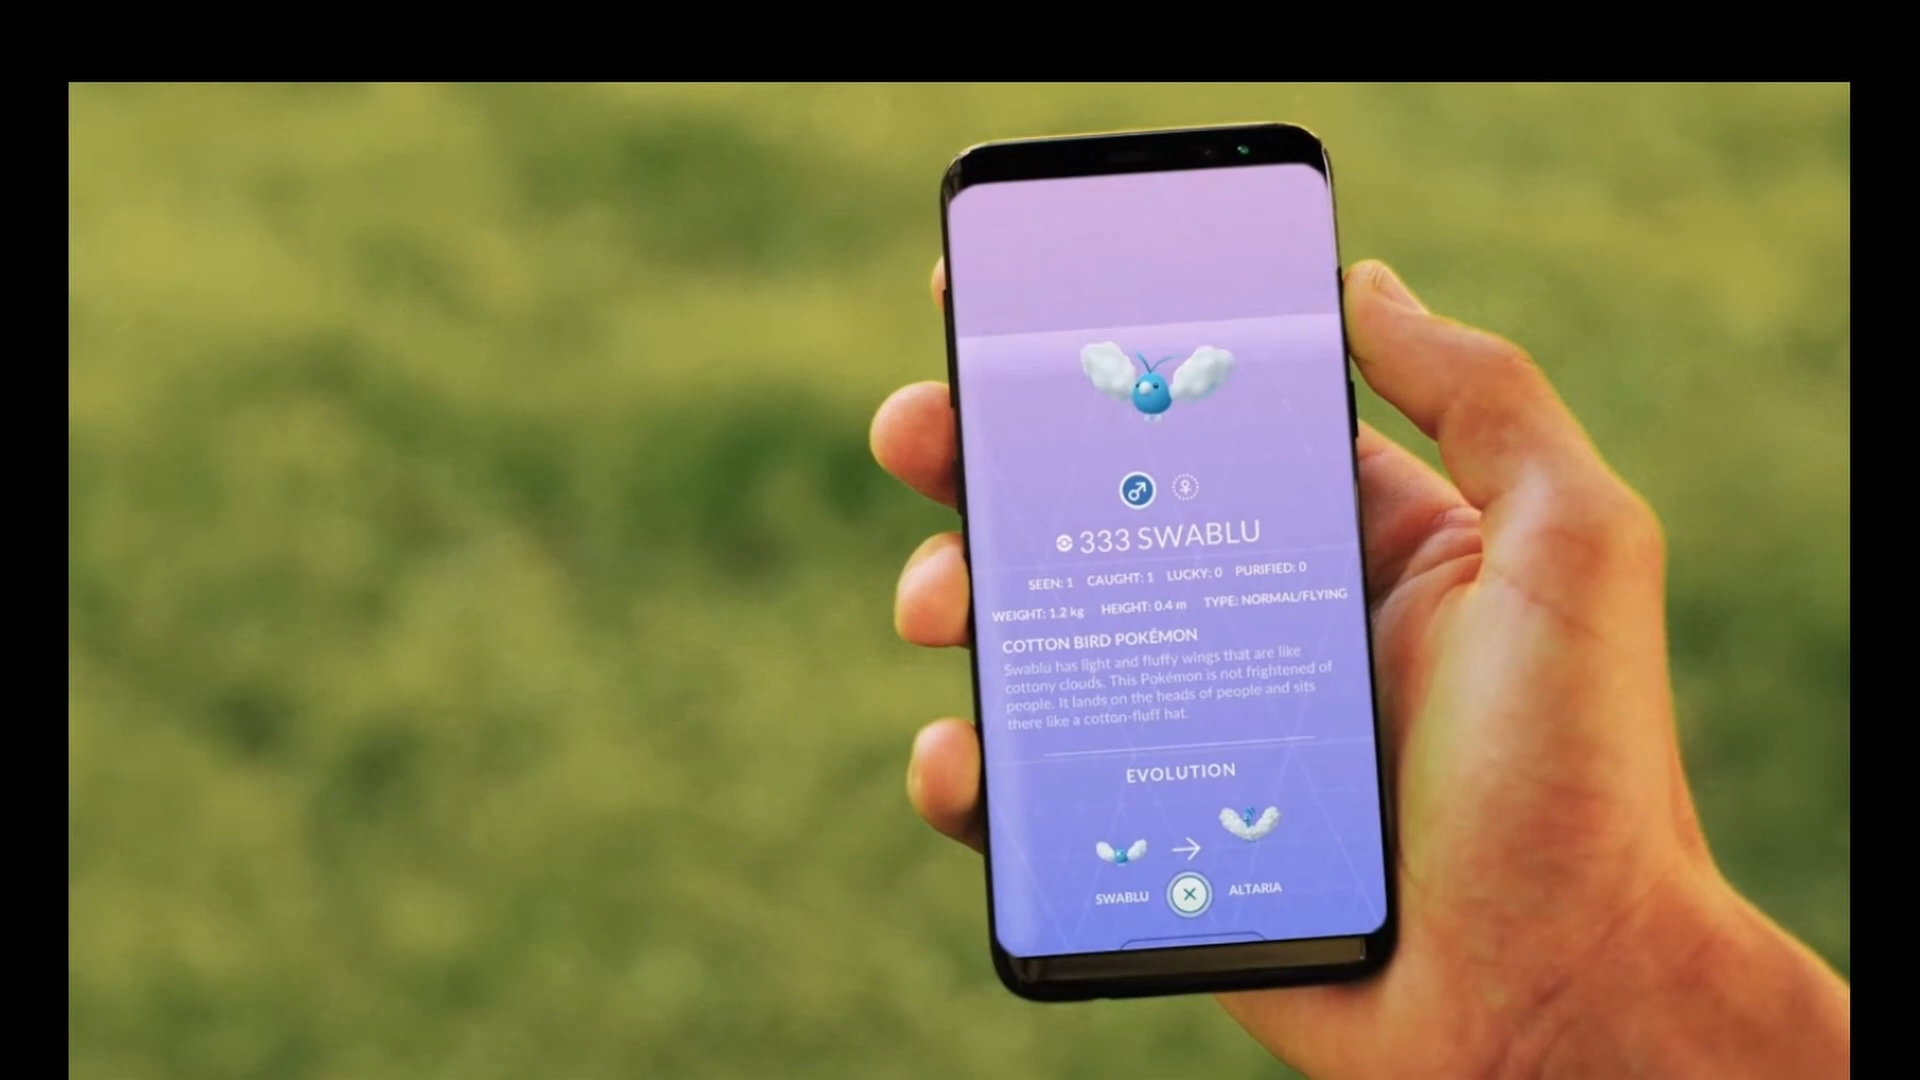 333 SWABLU
SEEN: 1 CAUGHT: 1 LUCKY: 0 PURIFIED: 0
WEIGHT: 1.2 kg HEIGHT: 0.4 m TYPE: NORMAL/FLYING
COTTON BIRD POKÉMON
Swablu has light and fluffy wings that are like
cottony clouds. This Pokémon is not frightened of
people. It lands on the heads of people and sits
there like a cotton-fluff hat.
EVOLUTION
SWABLU ALTARIA